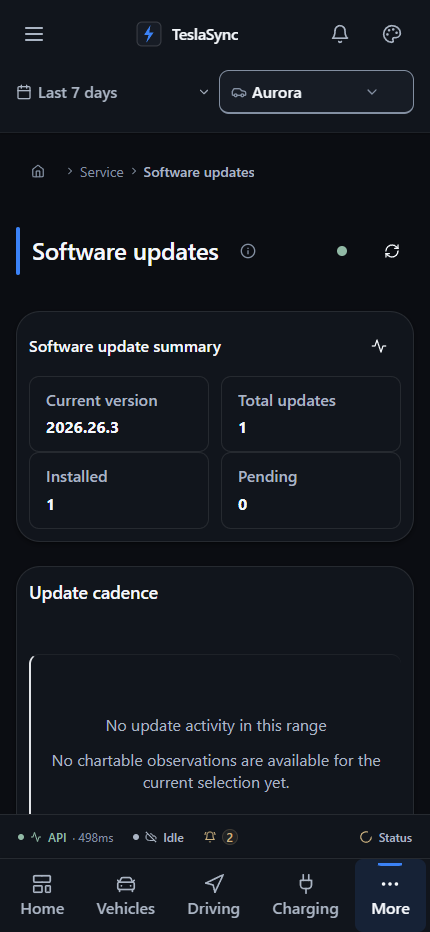 TeslaSync
Last 7 days
Aurora
Service
Software updates
Software updates
Software update summary
Current version
2026.26.3
Total updates
1
Installed
1
Pending
0
Update cadence
No update activity in this range
No chartable observations are available for the
current selection yet.
API · 498ms
Idle
2
Status
Home
Vehicles
Driving
Charging
More